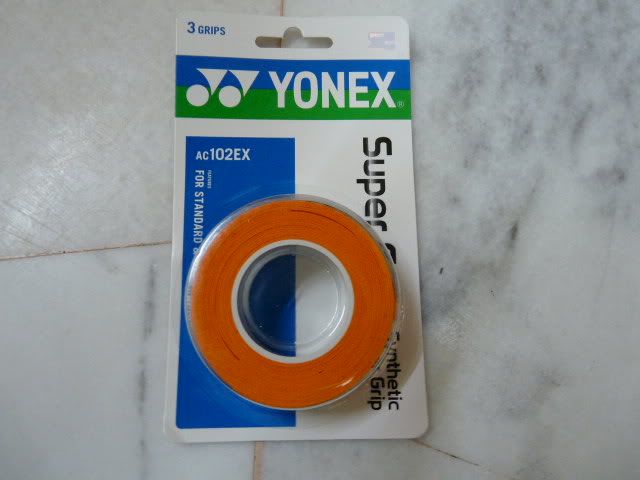 3 GRIPS
YONEX®
AC102EX
FOR STANDARD
Super G
Synthetic
Grip